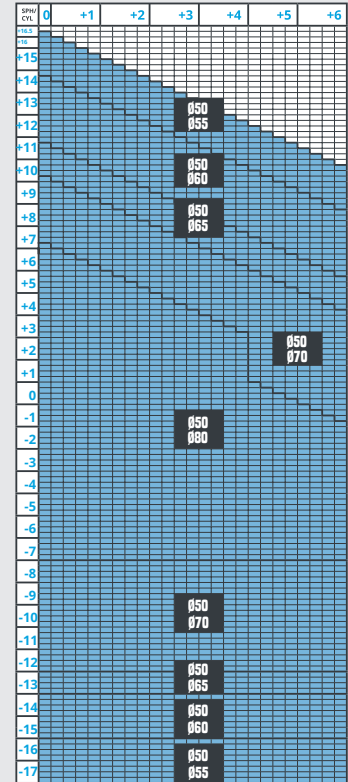 SPH/ 0 +1 +2 +3 +4 +5 +6
CYL
+16,5
+16
+15
+14
+13
Ø50
Ø55
+12
+11
Ø50
+10
Ø60
+9
Ø50
+8
Ø65
+7
+6
+5
+4
+3
Ø50
+2
Ø70
+1
0
-1
Ø50
-2
Ø80
-3
-4
-5
-6
-7
-8
-9
Ø50
-10
Ø70
-11
-12
Ø50
-13
Ø65
-14
Ø50
-15
Ø60
-16
Ø50
-17
Ø55